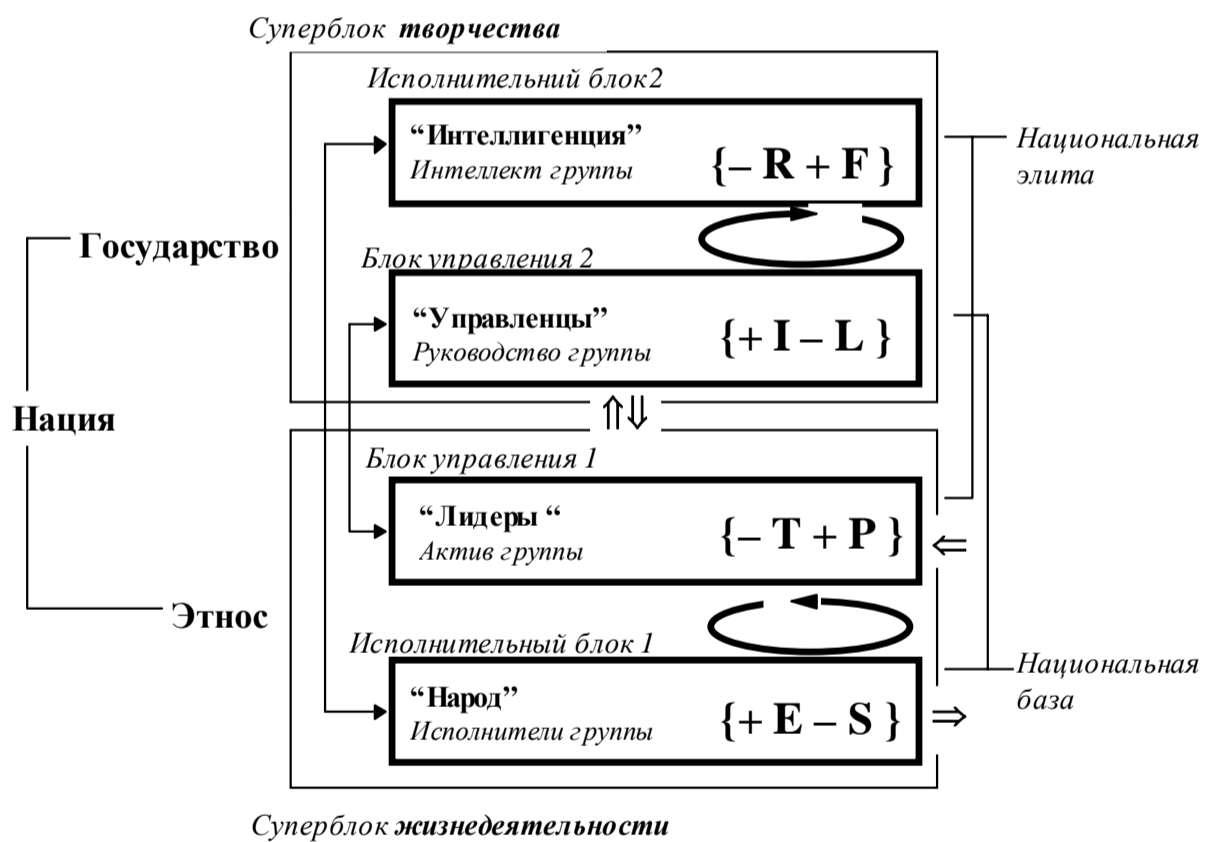 Суперблок творчества
Исполнительний блок2
“Интеллигенция”
Интеллект группы
{– R + F }
Национальная
элита
Государство
Блок управления 2
“Управленцы”
Руководство группы
{+ I – L }
⇑⇓
Нация
Блок управления 1
“Лидеры “
Актив группы
{– T + P }
⇐
Этнос
Исполнительный блок 1
“Народ”
Исполнители группы
{+ E – S }
⇒
Национальная
база
Суперблок жизнедеятельности